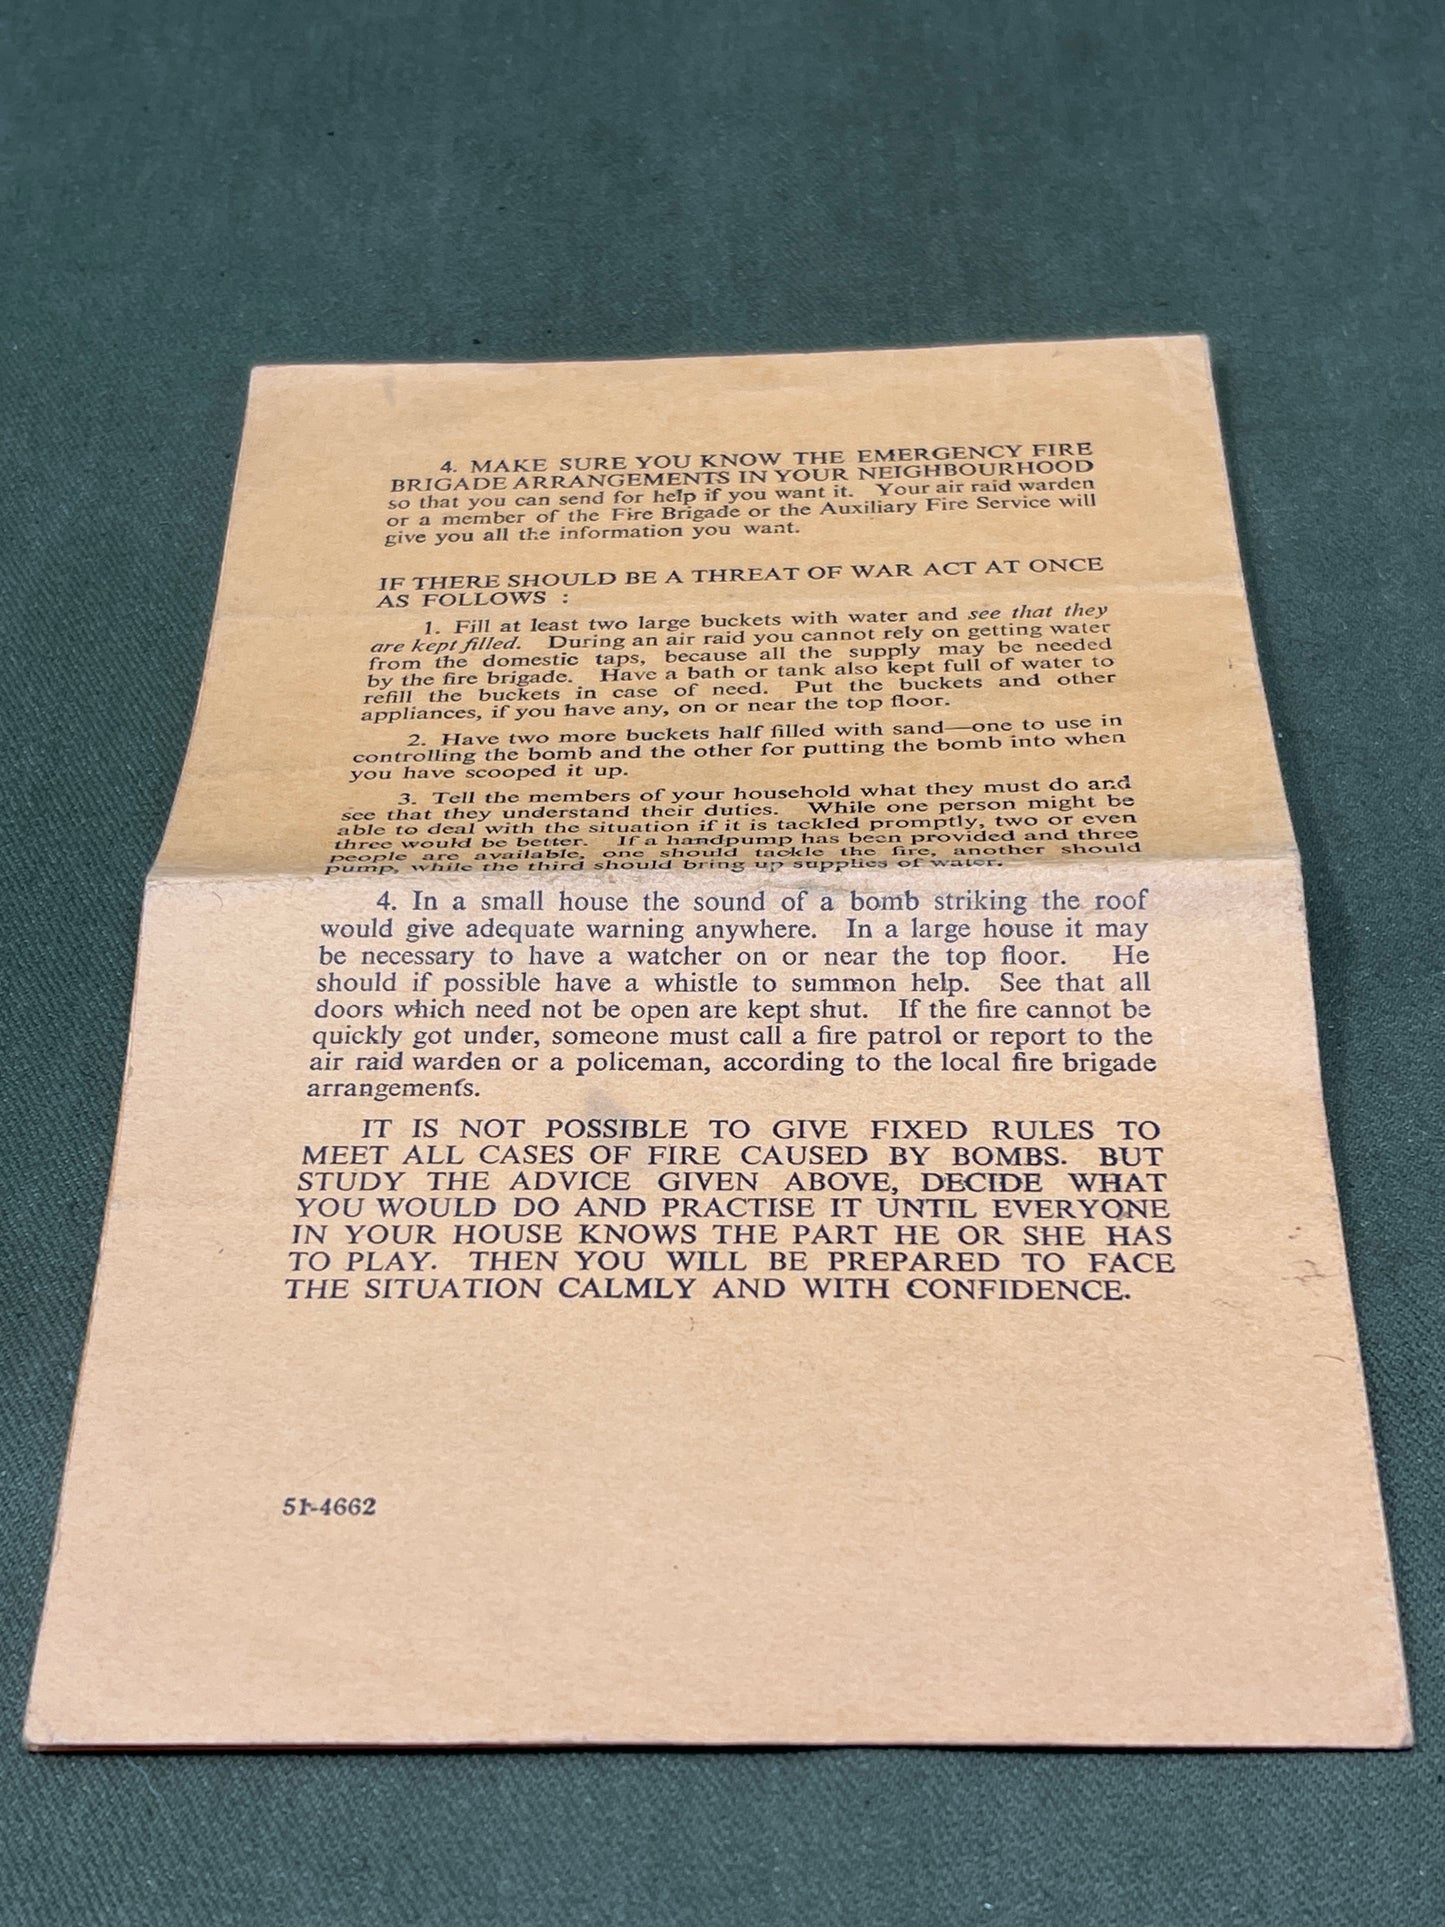 4. MAKE SURE YOU KNOW THE EMERGENCY FIRE
BRIGADE ARRANGEMENTS IN YOUR NEIGHBOURHOOD
so that you can send for help if you want it. Your air raid warden
or a member of the Fire Brigade or the Auxiliary Fire Service will
give you all the information you want.
IF THERE SHOULD BE A THREAT OF WAR ACT AT ONCE
AS FOLLOWS :
1. Fill at least two large buckets with water and see that they
are kept filled. During an air raid you cannot rely on getting water
from the domestic taps, because all the supply may be needed
by the fire brigade. Have a bath or tank also kept full of water to
refill the buckets in case of need. Put the buckets and other
appliances, if you have any, on or near the top floor.
2. Have two more buckets half filled with sand—one to use in
controlling the bomb and the other for putting the bomb into when
you have scooped it up.
3. Tell the members of your household what they must do and
see that they understand their duties. While one person might be
able to deal with the situation if it is tackled promptly, two or even
three would be better. If a handpump has been provided and three
people are available, one should tackle the fire, another should
pump, while the third should bring up supplies of water.
4. In a small house the sound of a bomb striking the roof
would give adequate warning anywhere. In a large house it may
be necessary to have a watcher on or near the top floor. He
should if possible have a whistle to summon help. See that all
doors which need not be open are kept shut. If the fire cannot be
quickly got under, someone must call a fire patrol or report to the
air raid warden or a policeman, according to the local fire brigade
arrangements.
IT IS NOT POSSIBLE TO GIVE FIXED RULES TO
MEET ALL CASES OF FIRE CAUSED BY BOMBS. BUT
STUDY THE ADVICE GIVEN ABOVE, DECIDE WHAT
YOU WOULD DO AND PRACTISE IT UNTIL EVERYONE
IN YOUR HOUSE KNOWS THE PART HE OR SHE HAS
TO PLAY. THEN YOU WILL BE PREPARED TO FACE
THE SITUATION CALMLY AND WITH CONFIDENCE.
51-4662